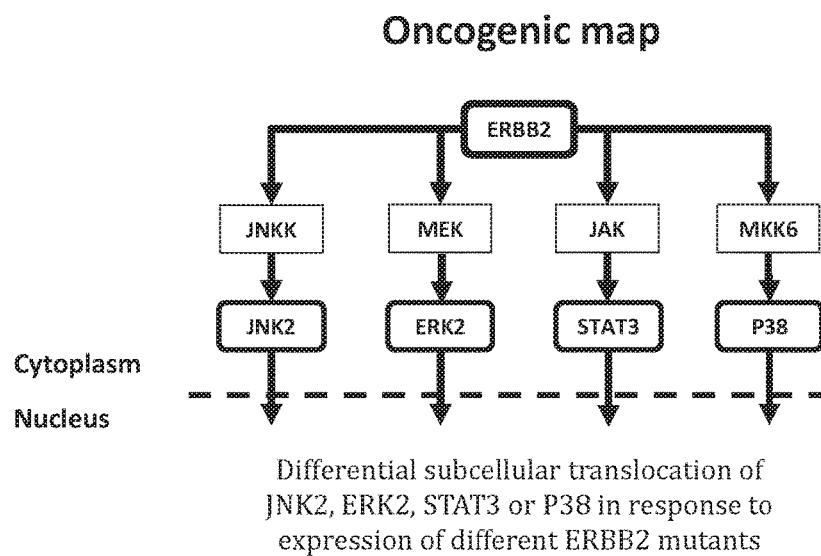 Oncogenic map
ERBB2
JNKK MEK JAK MKK6
JNK2 ERK2 STAT3 P38
Cytoplasm
Nucleus
Differential subcellular translocation of
JNK2, ERK2, STAT3 or P38 in response to
expression of different ERBB2 mutants